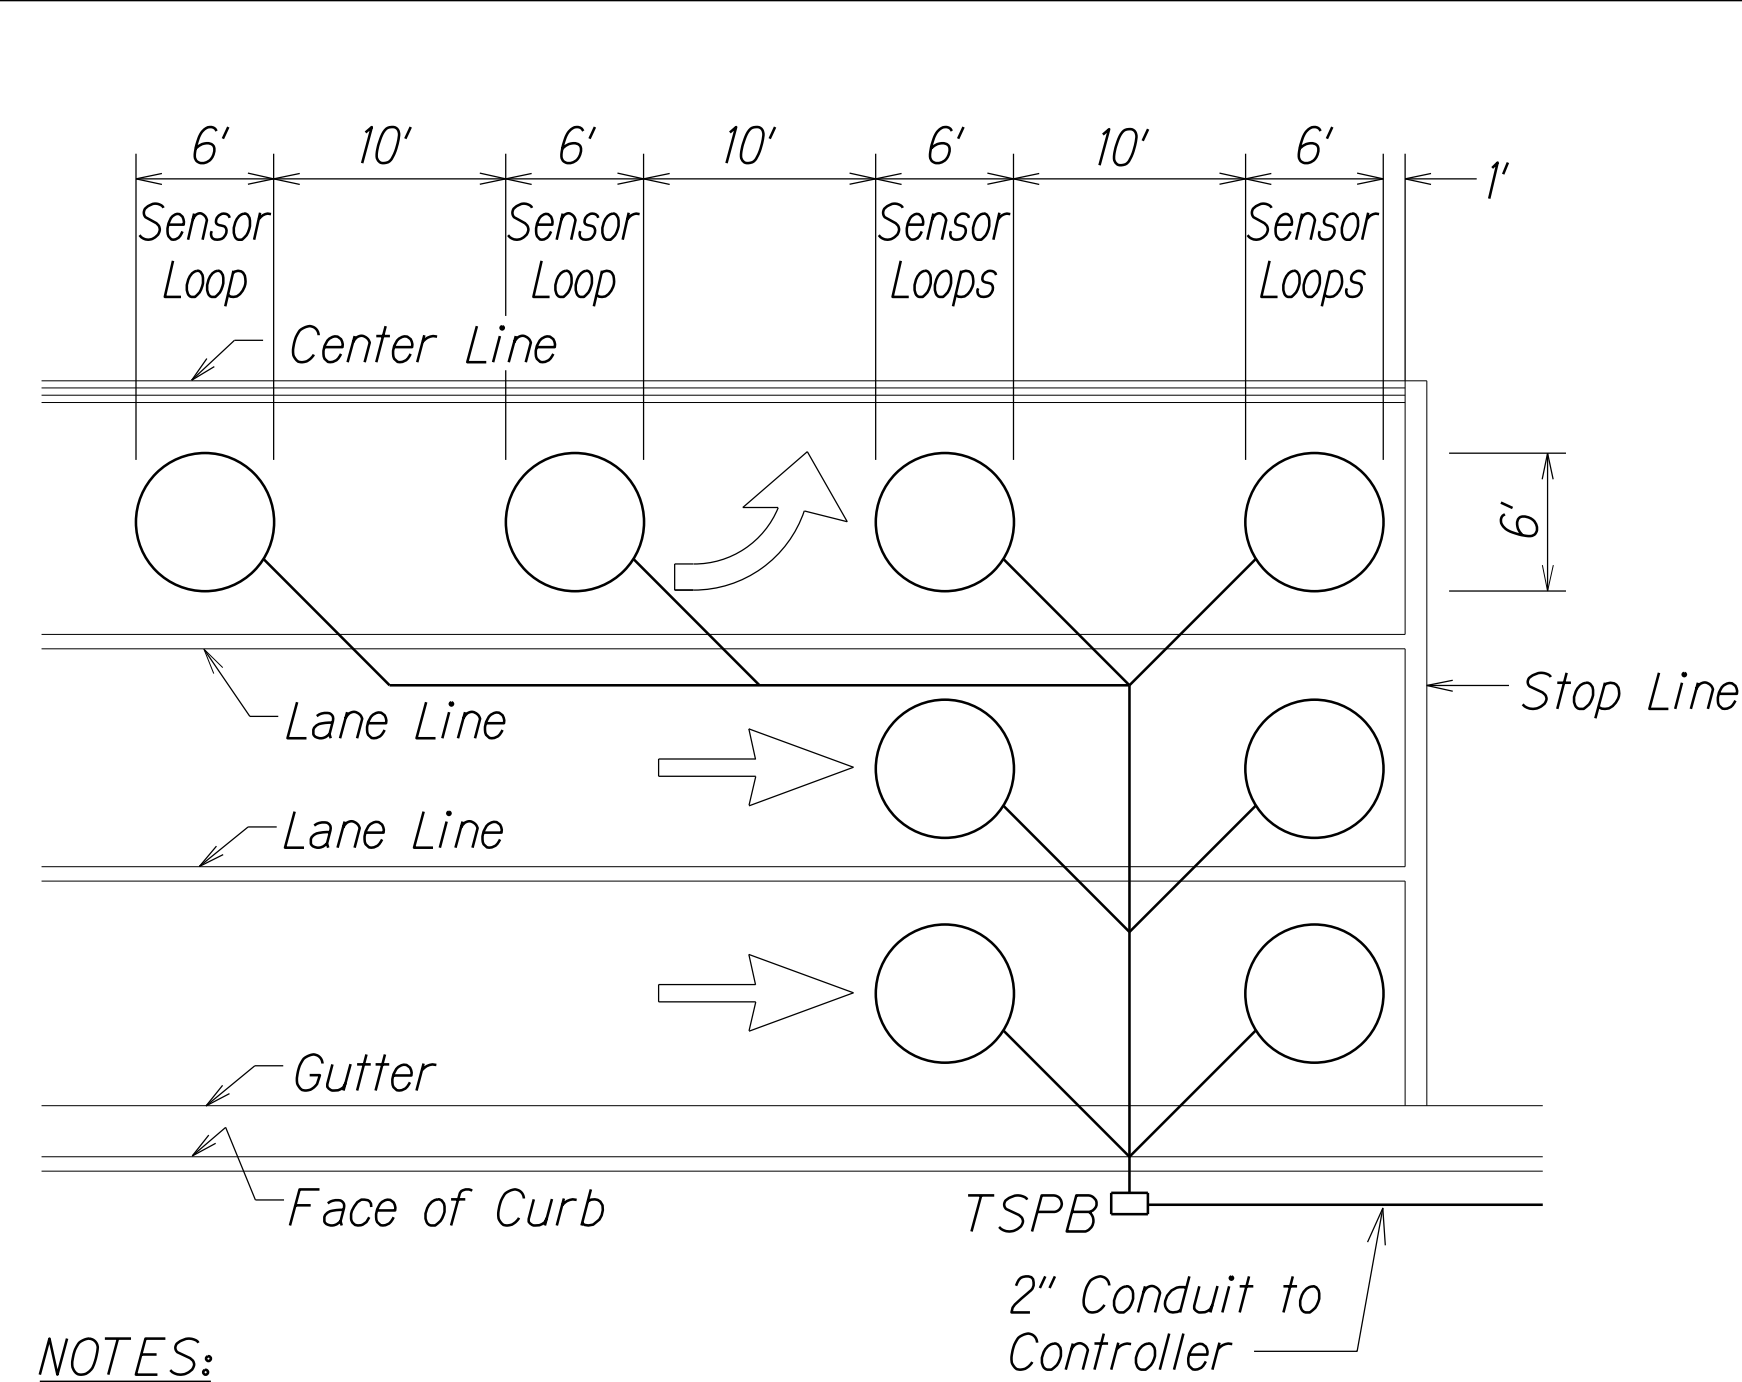 6' 10' 6' 10' 6' 10' 6' 1'
Sensor Sensor Sensor Sensor
Loop Loop Loops Loops
Center Line
6'
Stop Line
Lane Line
Lane Line
Gutter
Face of Curb
TSPB
2" Conduit to
Controller
NOTES: